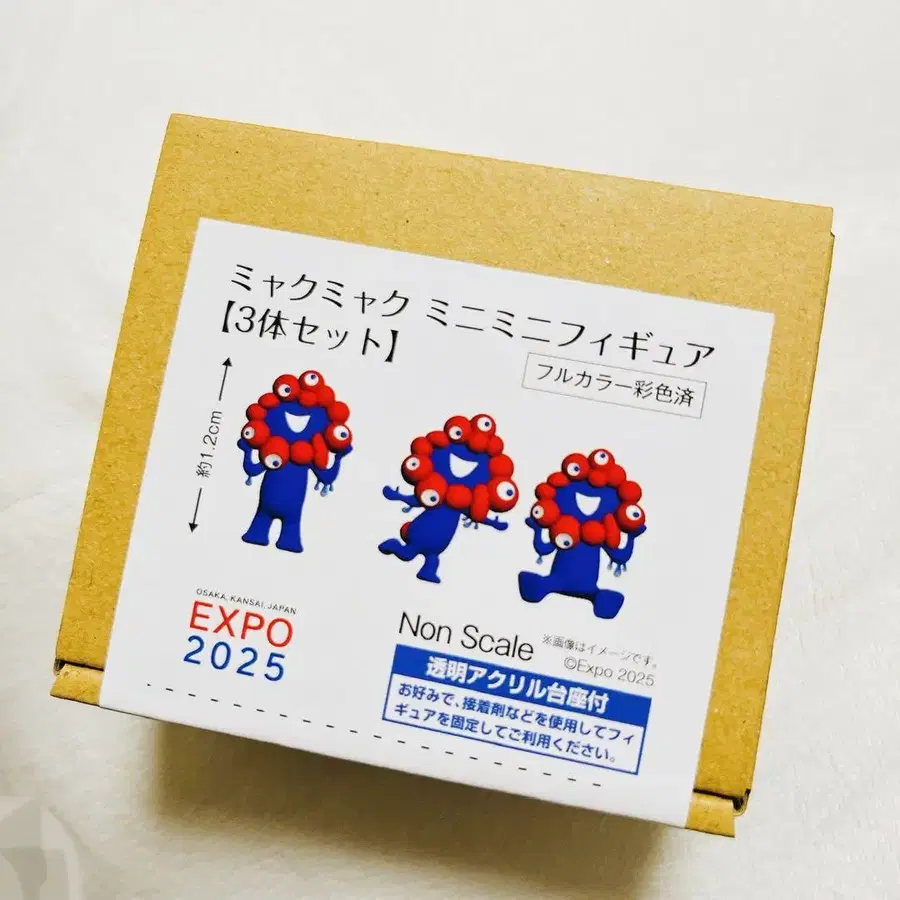 ミャクミャク ミニミニフィギュア
【3体セット】
フルカラー彩色済
約1.2cm
OSAKA, KANSAI, JAPAN
EXPO
2025
Non Scale
※画像はイメージです。
©Expo 2025
透明アクリル台座付
お好みで、接着剤などを使用してフィ
ギュアを固定してご利用ください。